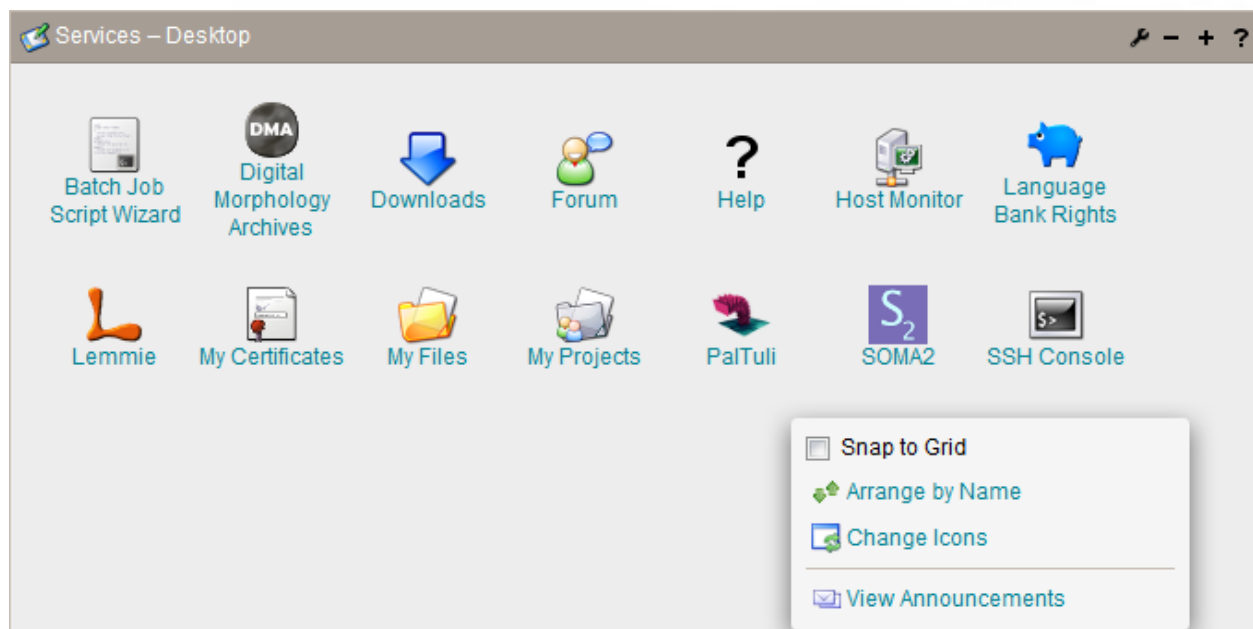 Services – Desktop
?
DMA
Batch Job
Script Wizard
Digital
Morphology
Archives
Downloads
Forum
?
Help
Host Monitor
Language
Bank Rights
Lemmie
My Certificates
My Files
My Projects
PalTuli
S2
SOMA2
$>
SSH Console
Snap to Grid
Arrange by Name
Change Icons
View Announcements